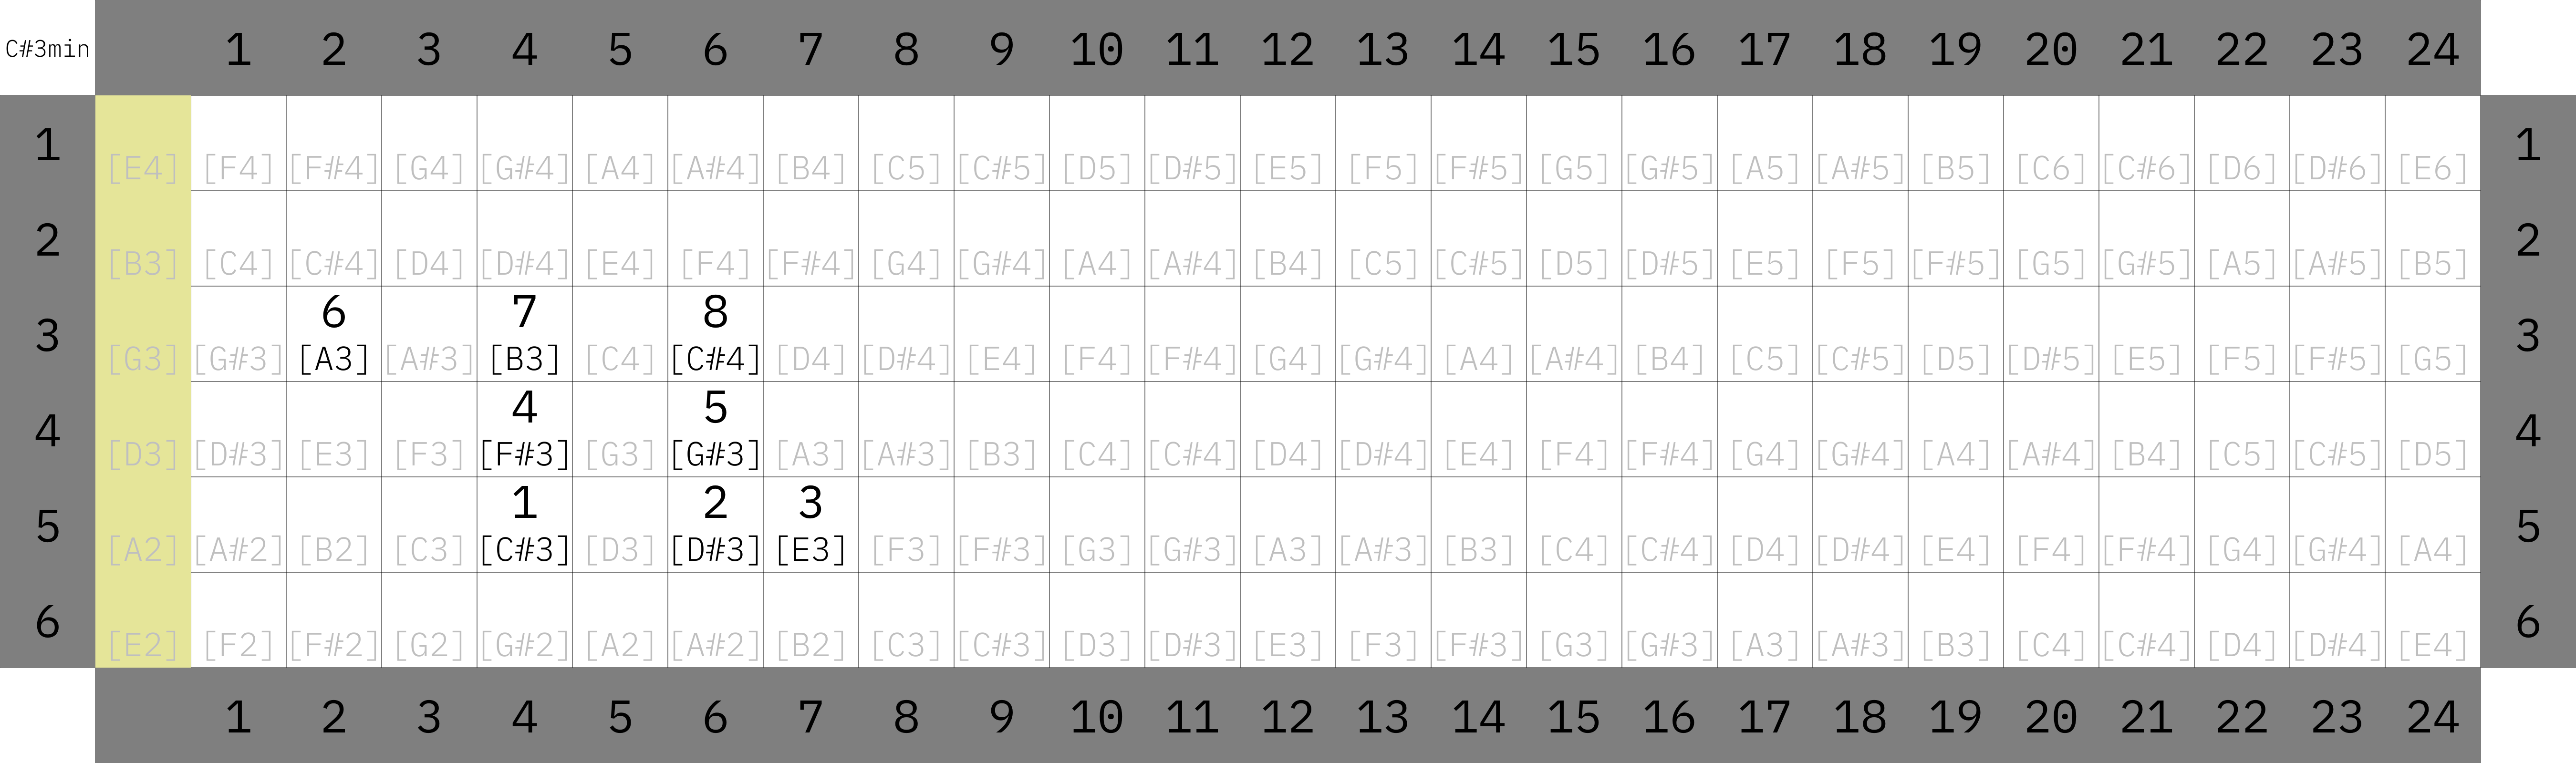 C#3min 1 2 3 4 5 6 7 8 9 10 11 12 13 14 15 16 17 18 19 20 21 22 23 24
1 [E4] [F4] [F#4] [G4] [G#4] [A4] [A#4] [B4] [C5] [C#5] [D5] [D#5] [E5] [F5] [F#5] [G5] [G#5] [A5] [A#5] [B5] [C6] [C#6] [D6] [D#6] [E6] 1
2 [B3] [C4] [C#4] [D4] [D#4] [E4] [F4] [F#4] [G4] [G#4] [A4] [A#4] [B4] [C5] [C#5] [D5] [D#5] [E5] [F5] [F#5] [G5] [G#5] [A5] [A#5] [B5] 2
6 7 8
3 [G3] [G#3] [A3] [A#3] [B3] [C4] [C#4] [D4] [D#4] [E4] [F4] [F#4] [G4] [G#4] [A4] [A#4] [B4] [C5] [C#5] [D5] [D#5] [E5] [F5] [F#5] [G5] 3
4 5
4 [D3] [D#3] [E3] [F3] [F#3] [G3] [G#3] [A3] [A#3] [B3] [C4] [C#4] [D4] [D#4] [E4] [F4] [F#4] [G4] [G#4] [A4] [A#4] [B4] [C5] [C#5] [D5] 4
1 2 3
5 [A2] [A#2] [B2] [C3] [C#3] [D3] [D#3] [E3] [F3] [F#3] [G3] [G#3] [A3] [A#3] [B3] [C4] [C#4] [D4] [D#4] [E4] [F4] [F#4] [G4] [G#4] [A4] 5
6 [E2] [F2] [F#2] [G2] [G#2] [A2] [A#2] [B2] [C3] [C#3] [D3] [D#3] [E3] [F3] [F#3] [G3] [G#3] [A3] [A#3] [B3] [C4] [C#4] [D4] [D#4] [E4] 6
1 2 3 4 5 6 7 8 9 10 11 12 13 14 15 16 17 18 19 20 21 22 23 24